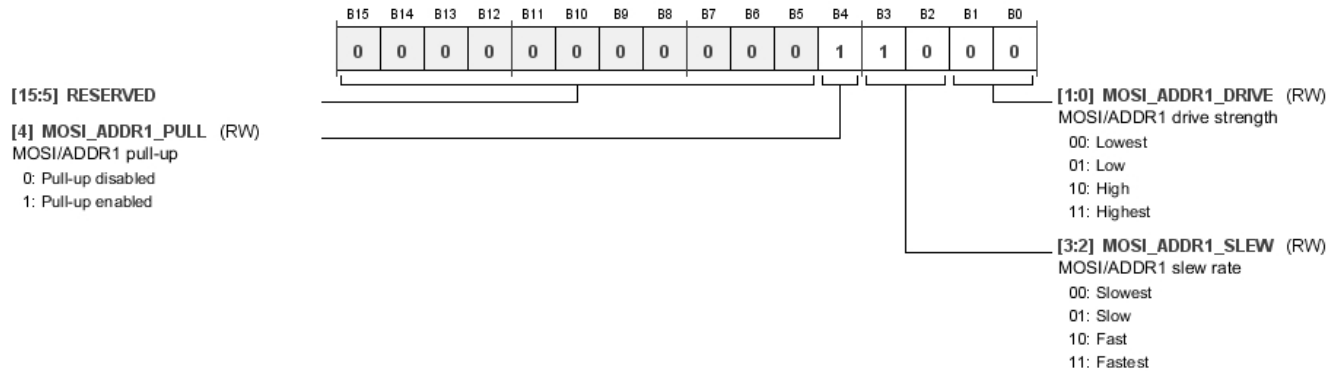 B15 B14 B13 B12 B11 B10 B9 B8 B7 B6 B5 B4 B3 B2 B1 B0
0 0 0 0 0 0 0 0 0 0 0 1 1 0 0 0
[15:5] RESERVED
[4] MOSI_ADDR1_PULL (RW)
MOSI/ADDR1 pull-up
0: Pull-up disabled
1: Pull-up enabled
[1:0] MOSI_ADDR1_DRIVE (RW)
MOSI/ADDR1 drive strength
00: Lowest
01: Low
10: High
11: Highest
[3:2] MOSI_ADDR1_SLEW (RW)
MOSI/ADDR1 slew rate
00: Slowest
01: Slow
10: Fast
11: Fastest